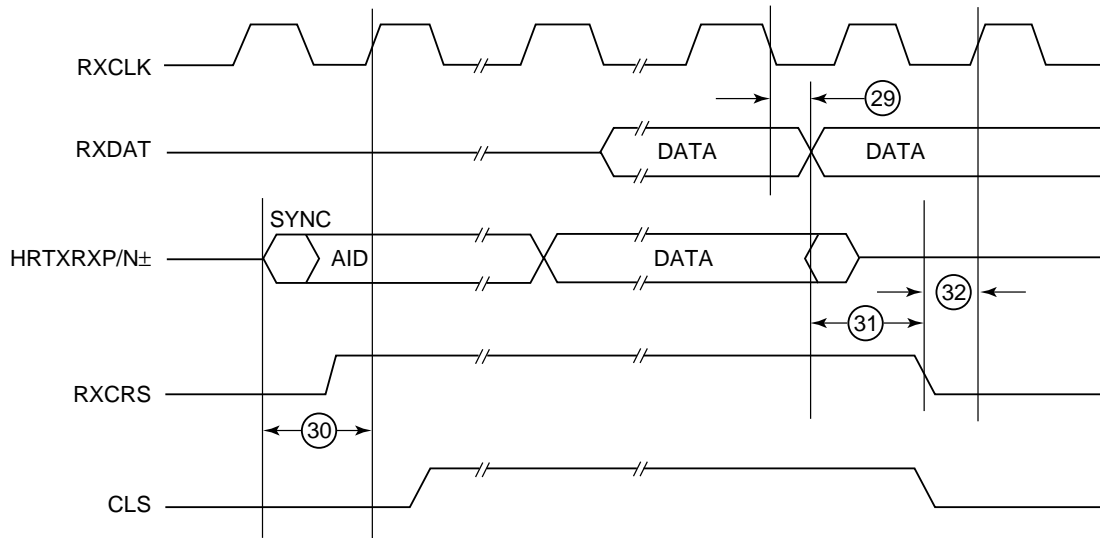 RXCLK
29
RXDAT
DATA
DATA
SYNC
HRTXRXP/N±
AID
DATA
32
31
RXCRS
30
CLS